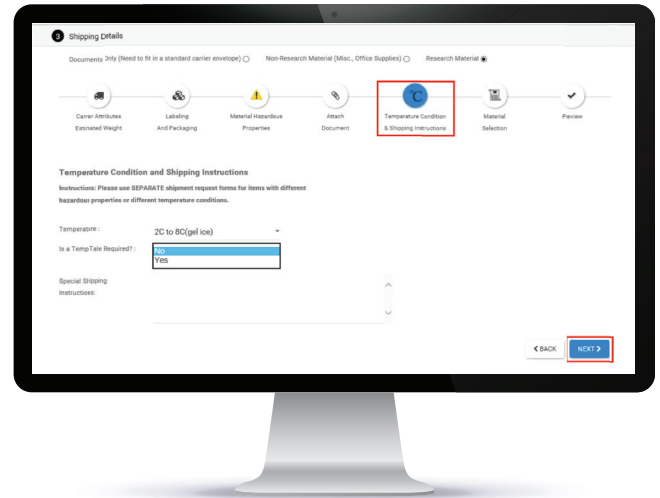 3 Shipping Details
Documents Only (Need to fit in a standard carrier envelope) Non-Research Material (Misc., Office Supplies) Research Material
°C
Carrer Attributes
Estimated Weight
Labeling
And Packaging
Material Hazardous
Properties
Attach
Document
Temperature Condition
& Shipping Instructions
Material
Selection
Preview
Temperature Condition and Shipping Instructions
Instructions: Please use SEPARATE shipment request forms for items with different
hazardous properties or different temperature conditions.
Temperature : 2C to 8C(gel ice)
Is a TempTale Required? : No
Yes
Special Shipping
Instructions:
BACK NEXT